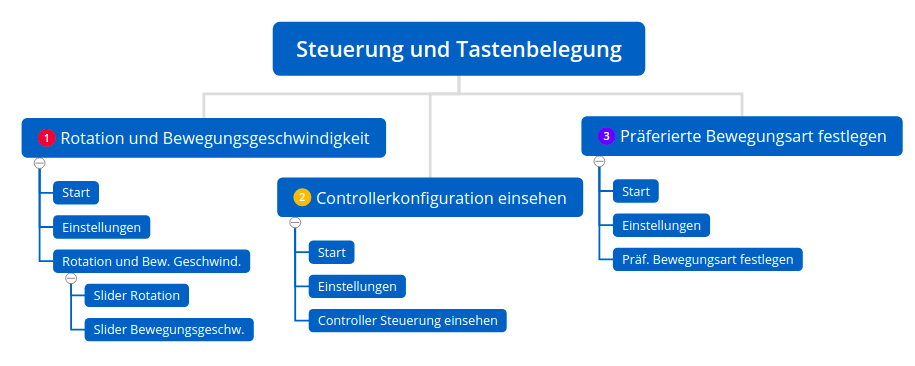 Steuerung und Tastenbelegung
1 Rotation und Bewegungsgeschwindigkeit
Start
Einstellungen
Rotation und Bew. Geschwind.
Slider Rotation
Slider Bewegungsgeschw.
2 Controllerkonfiguration einsehen
Start
Einstellungen
Controller Steuerung einsehen
3 Präferierte Bewegungsart festlegen
Start
Einstellungen
Präf. Bewegungsart festlegen